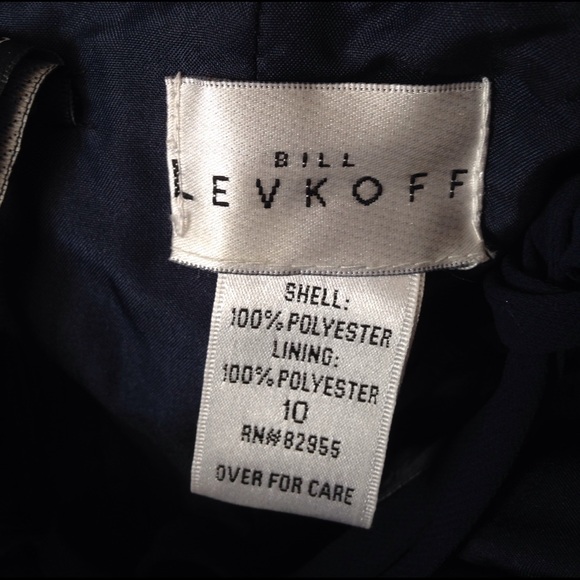 BILL
LEVKOFF
SHELL:
100% POLYESTER
LINING:
100% POLYESTER
10
RN#82955
OVER FOR CARE